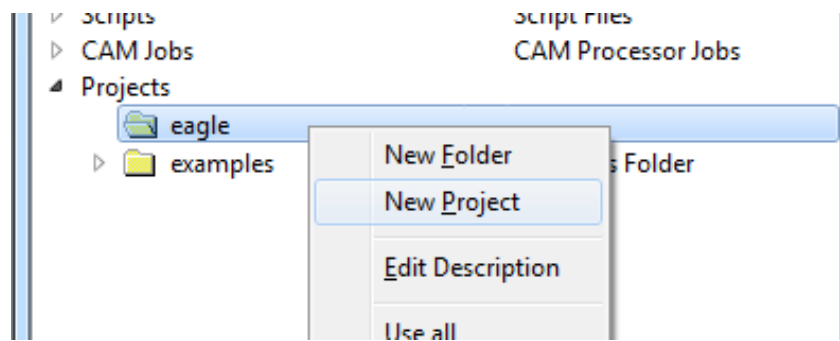 Scripts Script Files
CAM Jobs CAM Processor Jobs
Projects
eagle
New Folder
examples s Folder
New Project
Edit Description
Use all